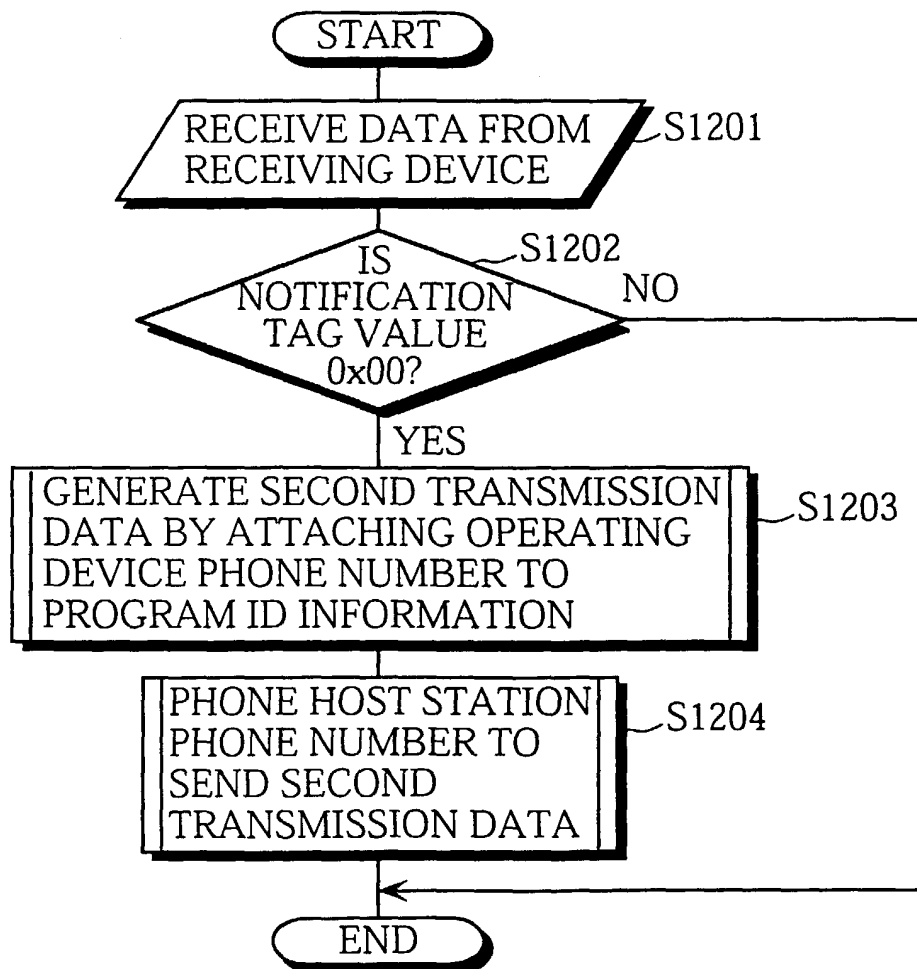 START
RECEIVE DATA FROM
RECEIVING DEVICE
S1201
S1202
IS
NOTIFICATION
TAG VALUE
0x00?
NO
YES
GENERATE SECOND TRANSMISSION
DATA BY ATTACHING OPERATING
DEVICE PHONE NUMBER TO
PROGRAM ID INFORMATION
S1203
PHONE HOST STATION
PHONE NUMBER TO
SEND SECOND
TRANSMISSION DATA
S1204
END